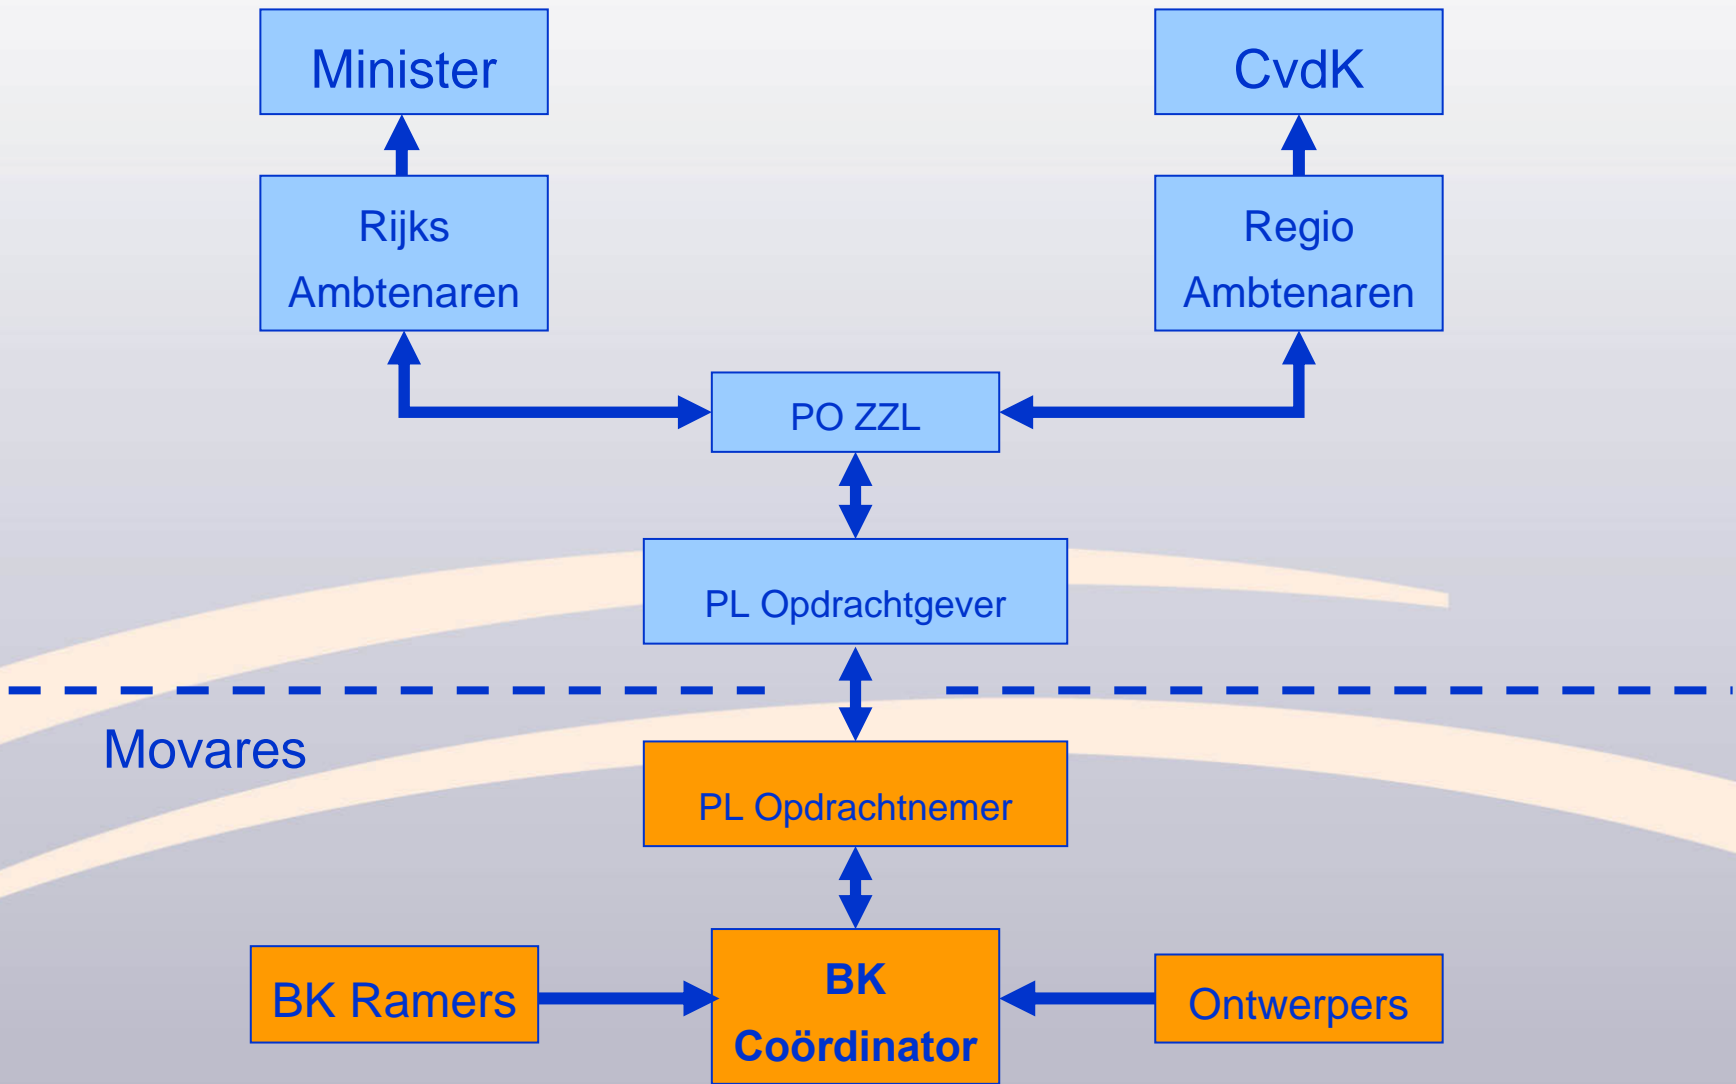 Minister
CvdK
Rijks
Ambtenaren
Regio
Ambtenaren
PO ZZL
PL Opdrachtgever
Movares
PL Opdrachtnemer
BK Ramers
BK
Coördinator
Ontwerpers